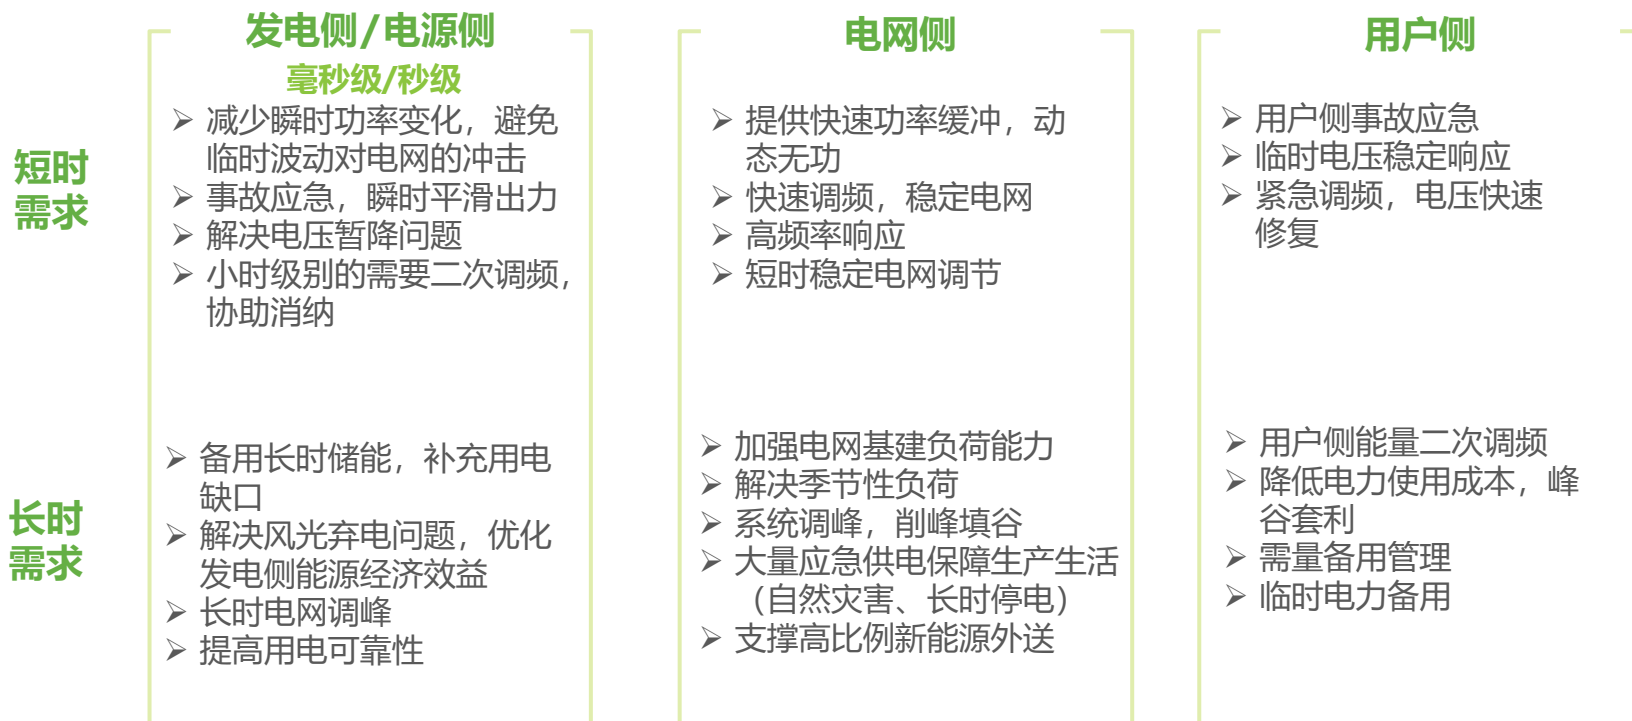 发电侧/电源侧
毫秒级/秒级
电网侧
用户侧
短时
需求
➢ 减少瞬时功率变化，避免
临时波动对电网的冲击
➢ 事故应急，瞬时平滑出力
➢ 解决电压暂降问题
➢ 小时级别的需要二次调频，
协助消纳
➢ 提供快速功率缓冲，动
态无功
➢ 快速调频，稳定电网
➢ 高频率响应
➢ 短时稳定电网调节
➢ 用户侧事故应急
➢ 临时电压稳定响应
➢ 紧急调频，电压快速
修复
长时
需求
➢ 备用长时储能，补充用电
缺口
➢ 解决风光弃电问题，优化
发电侧能源经济效益
➢ 长时电网调峰
➢ 提高用电可靠性
➢ 加强电网基建负荷能力
➢ 解决季节性负荷
➢ 系统调峰，削峰填谷
➢ 大量应急供电保障生产生活
（自然灾害、长时停电）
➢ 支撑高比例新能源外送
➢ 用户侧能量二次调频
➢ 降低电力使用成本，峰
谷套利
➢ 需量备用管理
➢ 临时电力备用